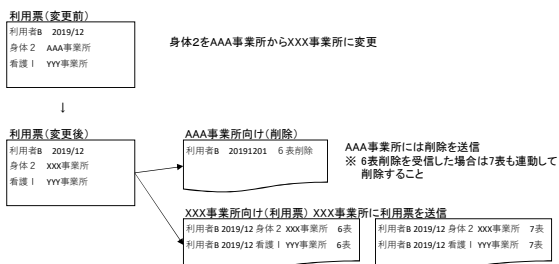 利用票(変更前)
利用者B 2019/12
身体2 AAA事業所
看護Ⅰ YYY事業所
身体2をAAA事業所からXXX事業所に変更
↓
利用票(変更後)
利用者B 2019/12
身体2 XXX事業所
看護Ⅰ YYY事業所
AAA事業所向け(削除)
利用者B 20191201 6表削除
AAA事業所には削除を送信
※ 6表削除を受信した場合は7表も連動して
削除すること
XXX事業所向け(利用票) XXX事業所に利用票を送信
利用者B 2019/12 身体2 XXX事業所 6表
利用者B 2019/12 看護Ⅰ YYY事業所 6表
利用者B 2019/12 身体2 XXX事業所 7表
利用者B 2019/12 看護Ⅰ YYY事業所 7表